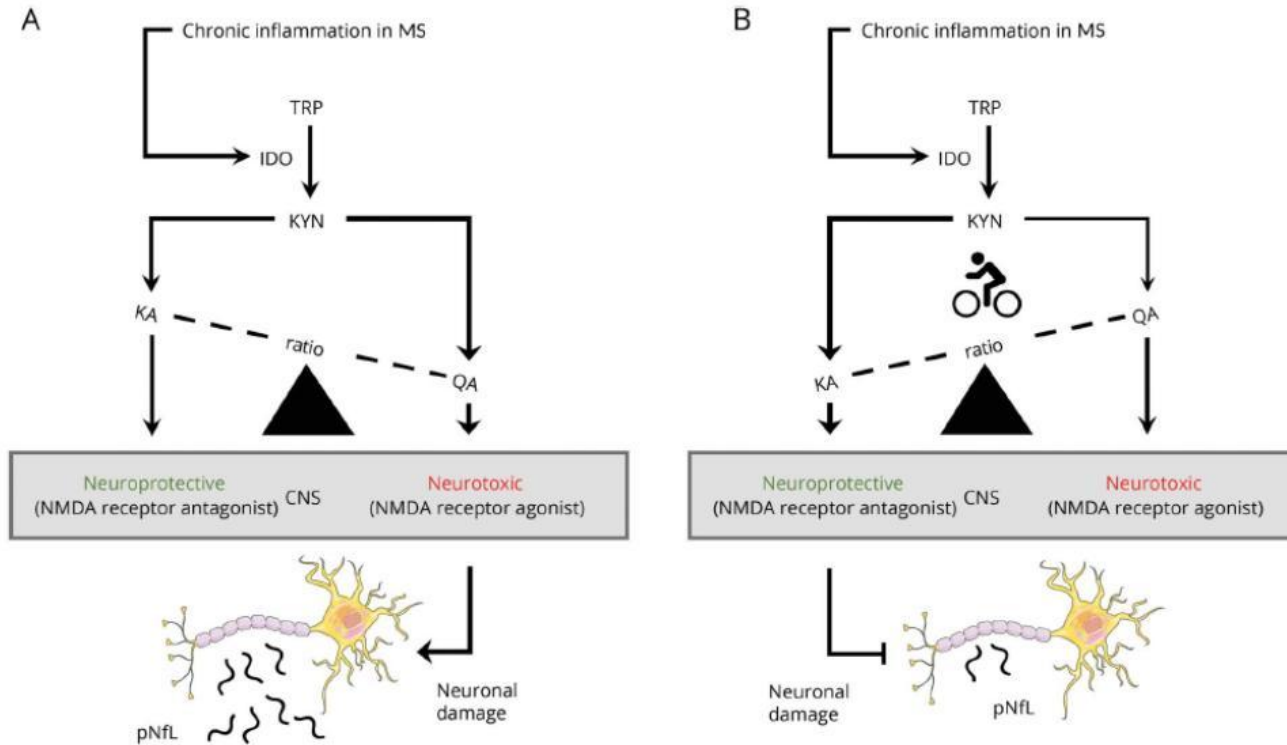 A
Chronic inflammation in MS
TRP
IDO
KYN
KA
ratio
QA
Neuroprotective
(NMDA receptor antagonist)
CNS
Neurotoxic
(NMDA receptor agonist)
Neuronal
damage
pNfL
B
Chronic inflammation in MS
TRP
IDO
KYN
QA
ratio
KA
Neuroprotective
(NMDA receptor antagonist)
CNS
Neurotoxic
(NMDA receptor agonist)
Neuronal
damage
pNfL